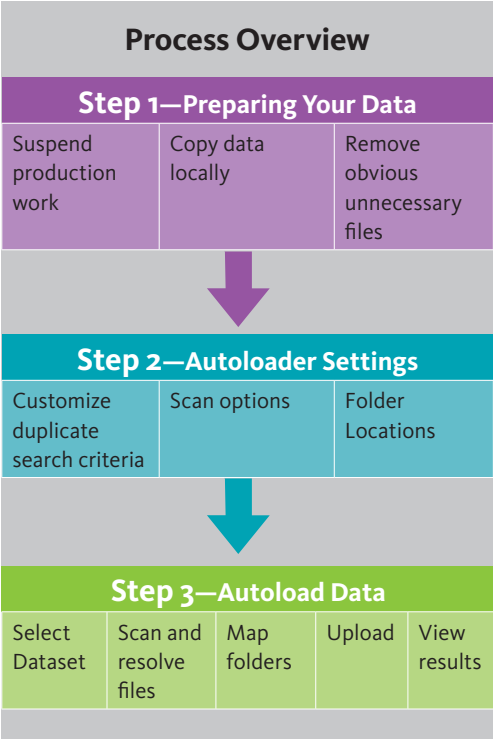 Process Overview
Step 1—Preparing Your Data
Suspend
production
work
Copy data
locally
Remove
obvious
unnecessary
files
Step 2—Autoloader Settings
Customize
duplicate
search criteria
Scan options
Folder
Locations
Step 3—Autoload Data
Select
Dataset
Scan and
resolve
files
Map
folders
Upload
View
results